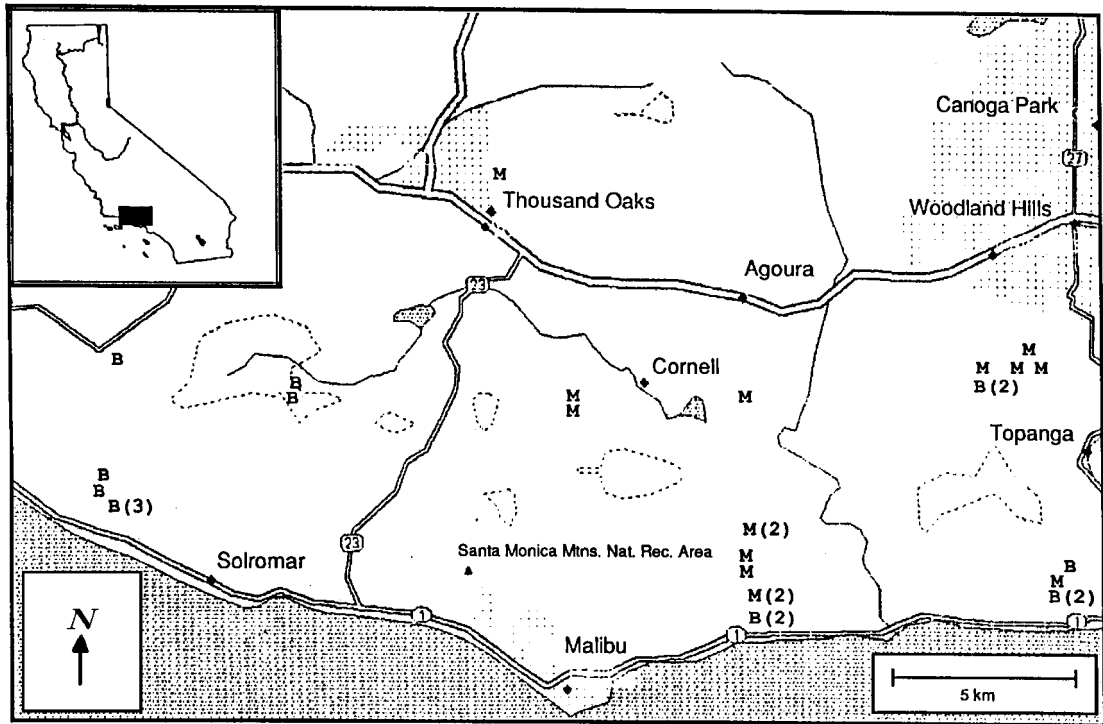 Canoga Park
27
M
Thousand Oaks
Woodland Hills
Agoura
23
B
M
M M M
B(2)
B
B
Cornell
M
M
M
Topanga
B
B
B(3)
M(2)
Santa Monica Mtns. Nat. Rec. Area
23
M
M
Solromar
B
M
M(2)
B(2)
B(2)
N
1
1
1
Malibu
5 km